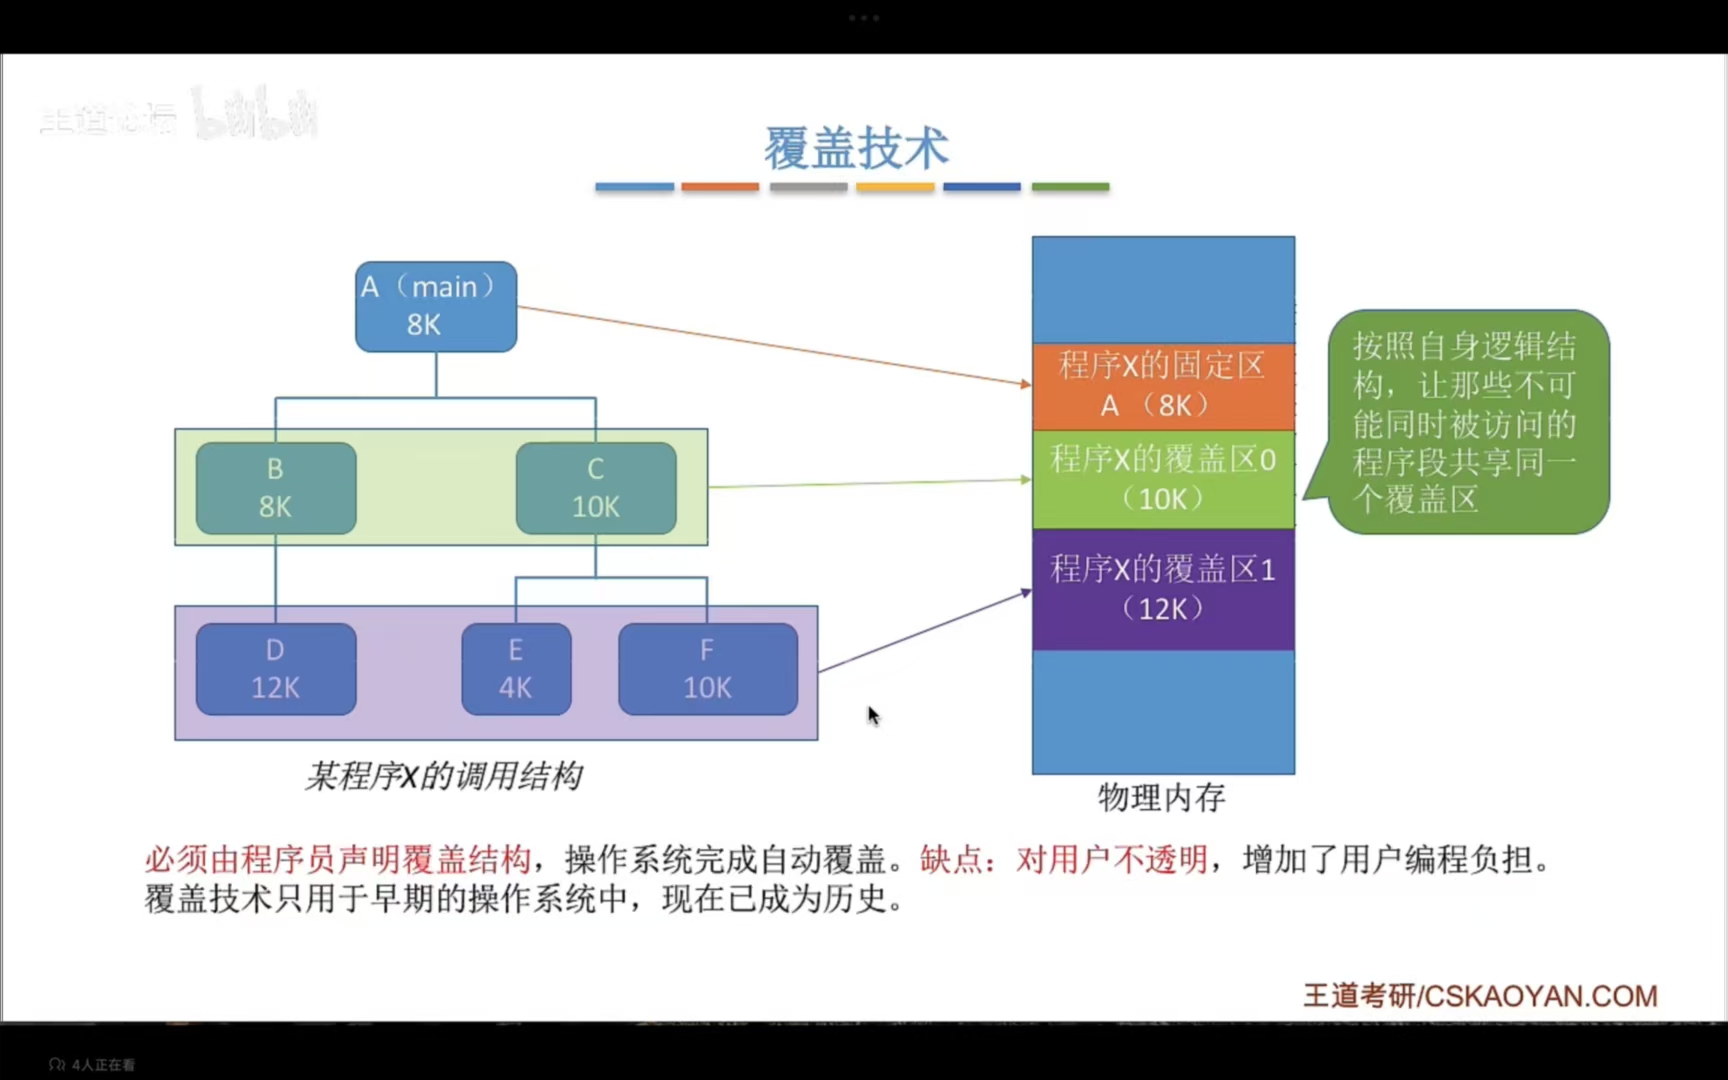 王道论坛 bilibili
覆盖技术
A（main）
8K
B
8K
C
10K
D
12K
E
4K
F
10K
某程序X的调用结构
程序X的固定区
A （8K）
程序X的覆盖区0
（10K）
程序X的覆盖区1
（12K）
物理内存
按照自身逻辑结
构，让那些不可
能同时被访问的
程序段共享同一
个覆盖区
必须由程序员声明覆盖结构，操作系统完成自动覆盖。缺点：对用户不透明，增加了用户编程负担。
覆盖技术只用于早期的操作系统中，现在已成为历史。
王道考研/CSKAOYAN.COM
4人正在看